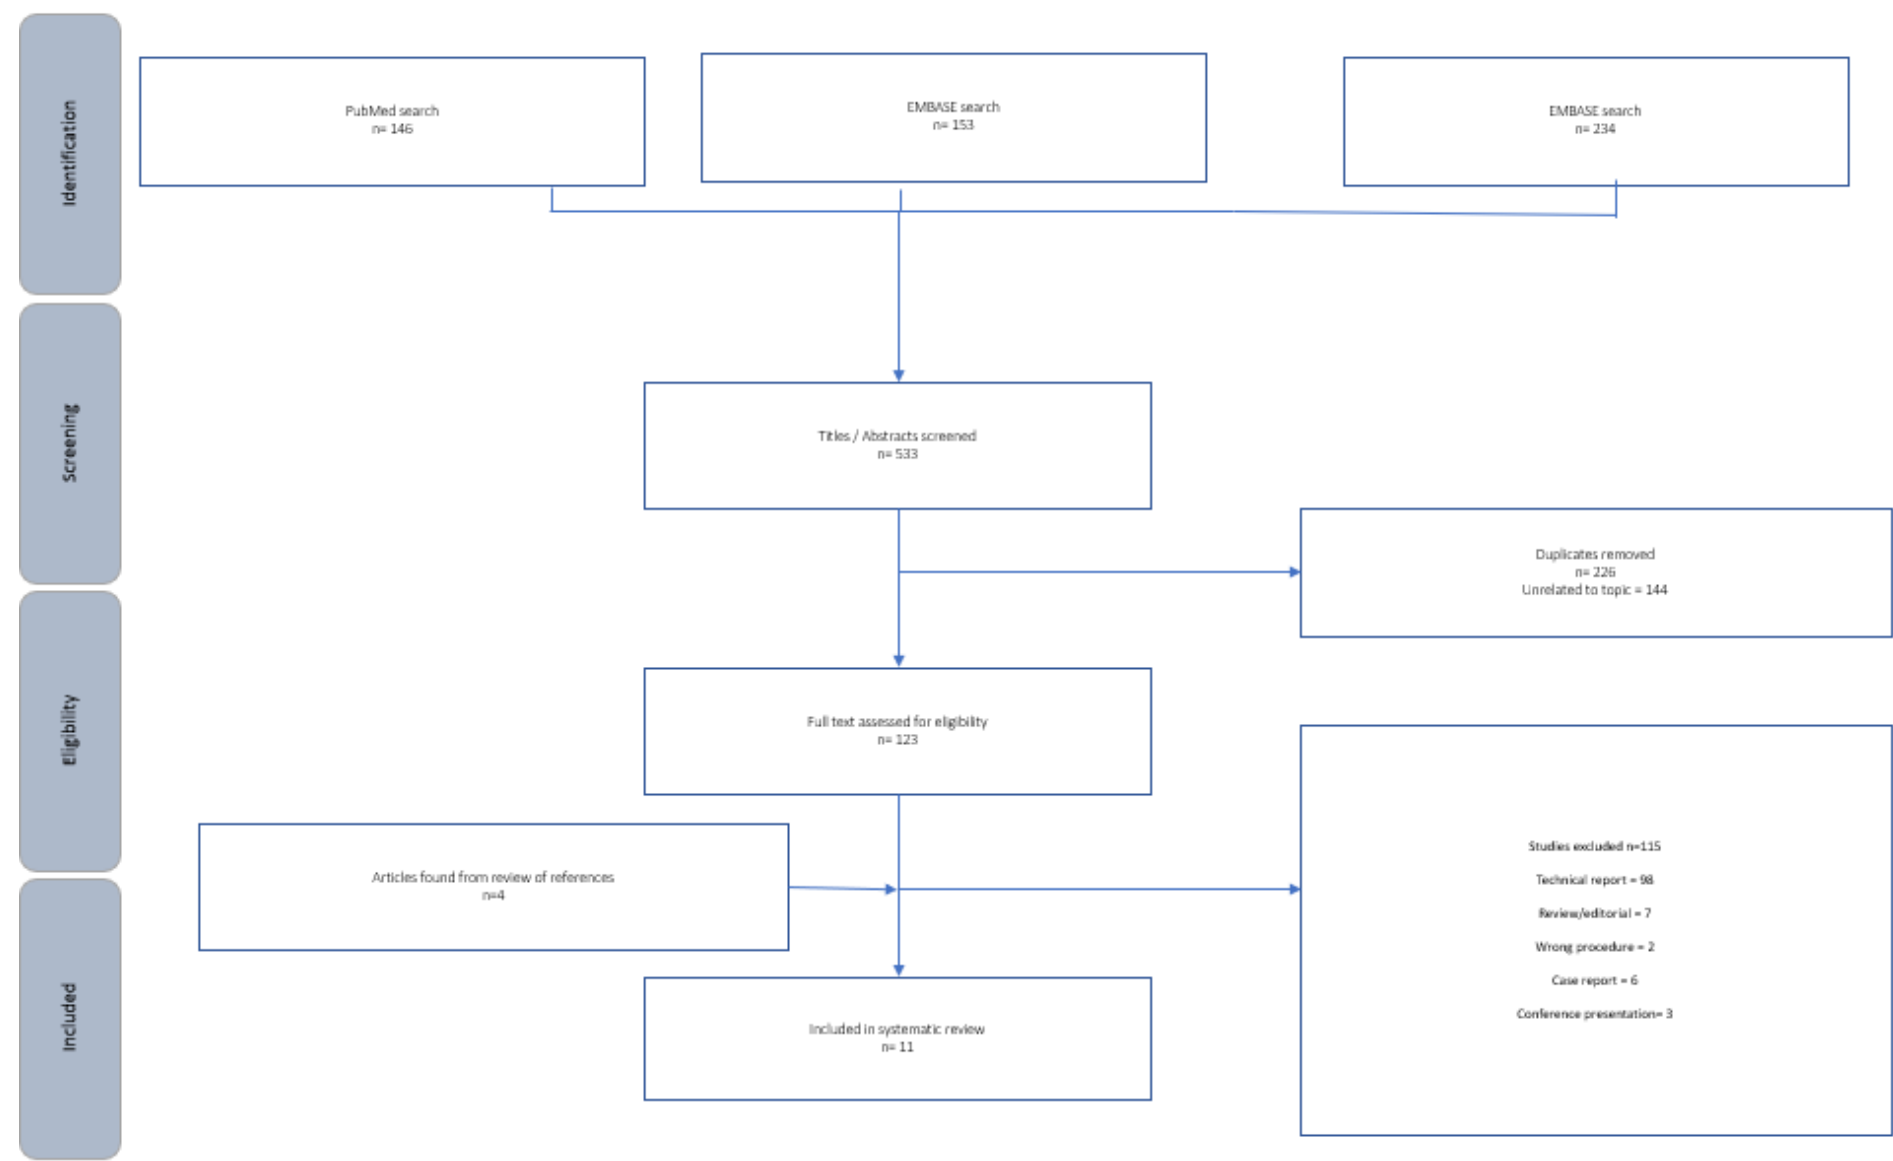 Identification
PubMed search
n= 146
EMBASE search
n= 153
EMBASE search
n= 234
Screening
Titles / Abstracts screened
n= 533
Duplicates removed
n= 226
Unrelated to topic = 144
Eligibility
Full text assessed for eligibility
n= 123
Articles found from review of references
n=4
Studies excluded n=115
Technical report = 98
Review/editorial = 7
Wrong procedure = 2
Case report = 6
Conference presentation= 3
Included
Included in systematic review
n= 11